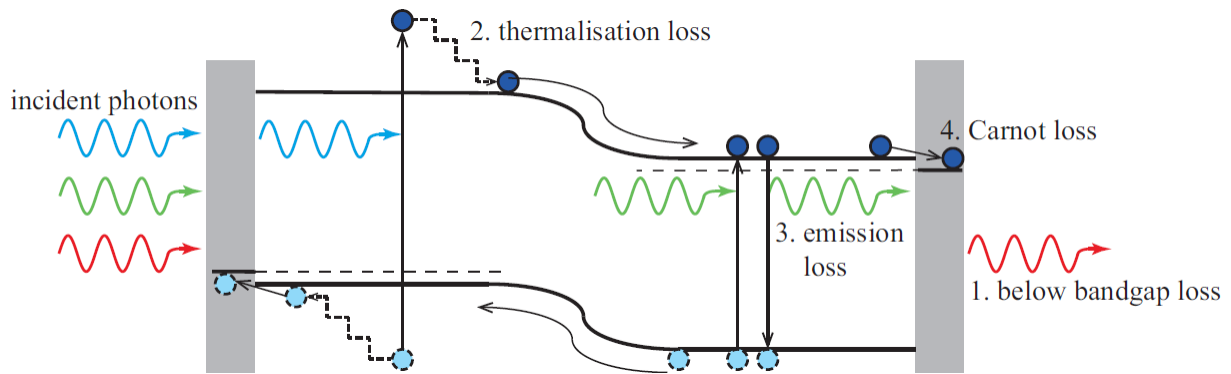 2. thermalisation loss
incident photons
4. Carnot loss
3. emission
loss
1. below bandgap loss